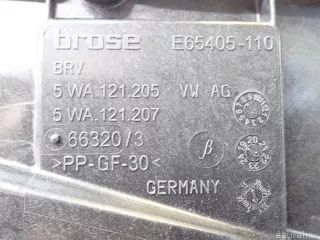 brose E65405-110
BRV
5 WA.121.205 VW AG
5 WA.121.207
66320/3 β
>PP-GF-30<
GERMANY